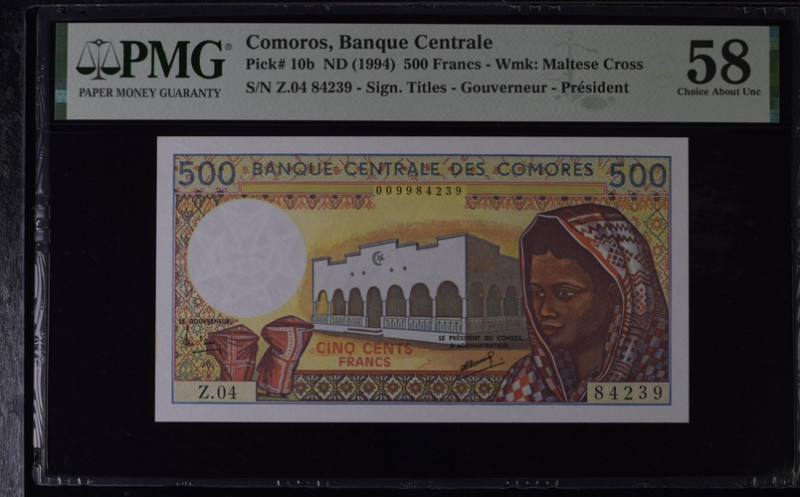 PMG®
PAPER MONEY GUARANTY
Comoros, Banque Centrale
Pick# 10b ND (1994) 500 Francs - Wmk: Maltese Cross
S/N Z.04 84239 - Sign. Titles - Gouverneur - Président
58
Choice About Unc
500 BANQUE CENTRALE DES COMORES 500
009984239
LE GOUVERNEUR,
LE PRÉSIDENT DU CONSEIL
D'ADMINISTRATION,
CINQ CENTS
FRANCS
Z.04
84239